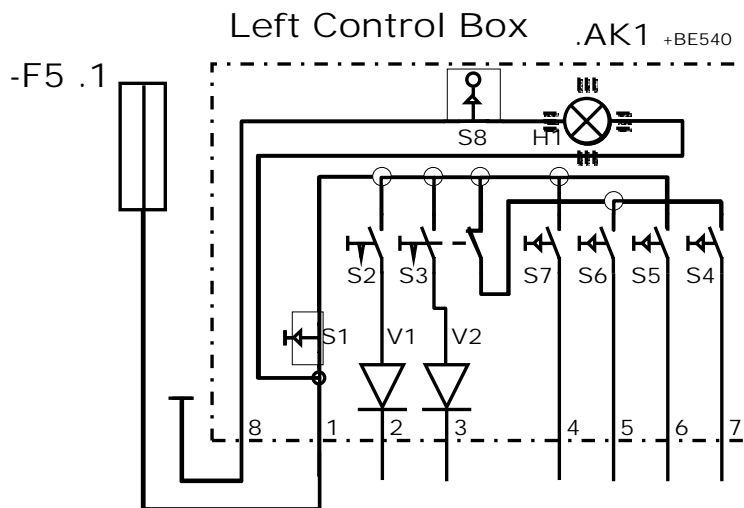 Left Control Box
.AK1 +BE540
-F5 .1
S8
H1
S2
S3
S7
S6
S5
S4
S1
V1
V2
8
1
2
3
4
5
6
7